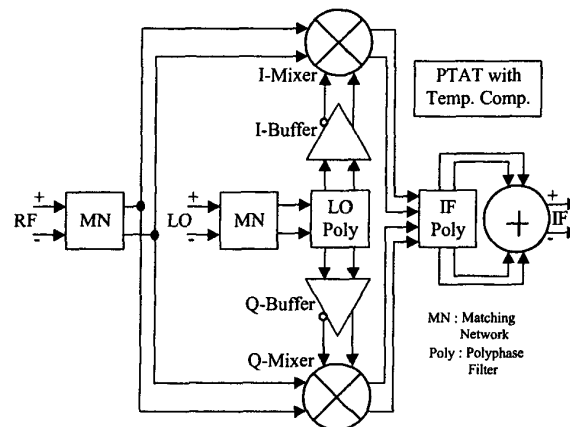 I-Mixer
PTAT with
Temp. Comp.
I-Buffer
+
RF
-
MN
+
LO
-
MN
LO
Poly
IF
Poly
+
+
IF
-
Q-Buffer
MN : Matching
Network
Poly : Polyphase
Filter
Q-Mixer